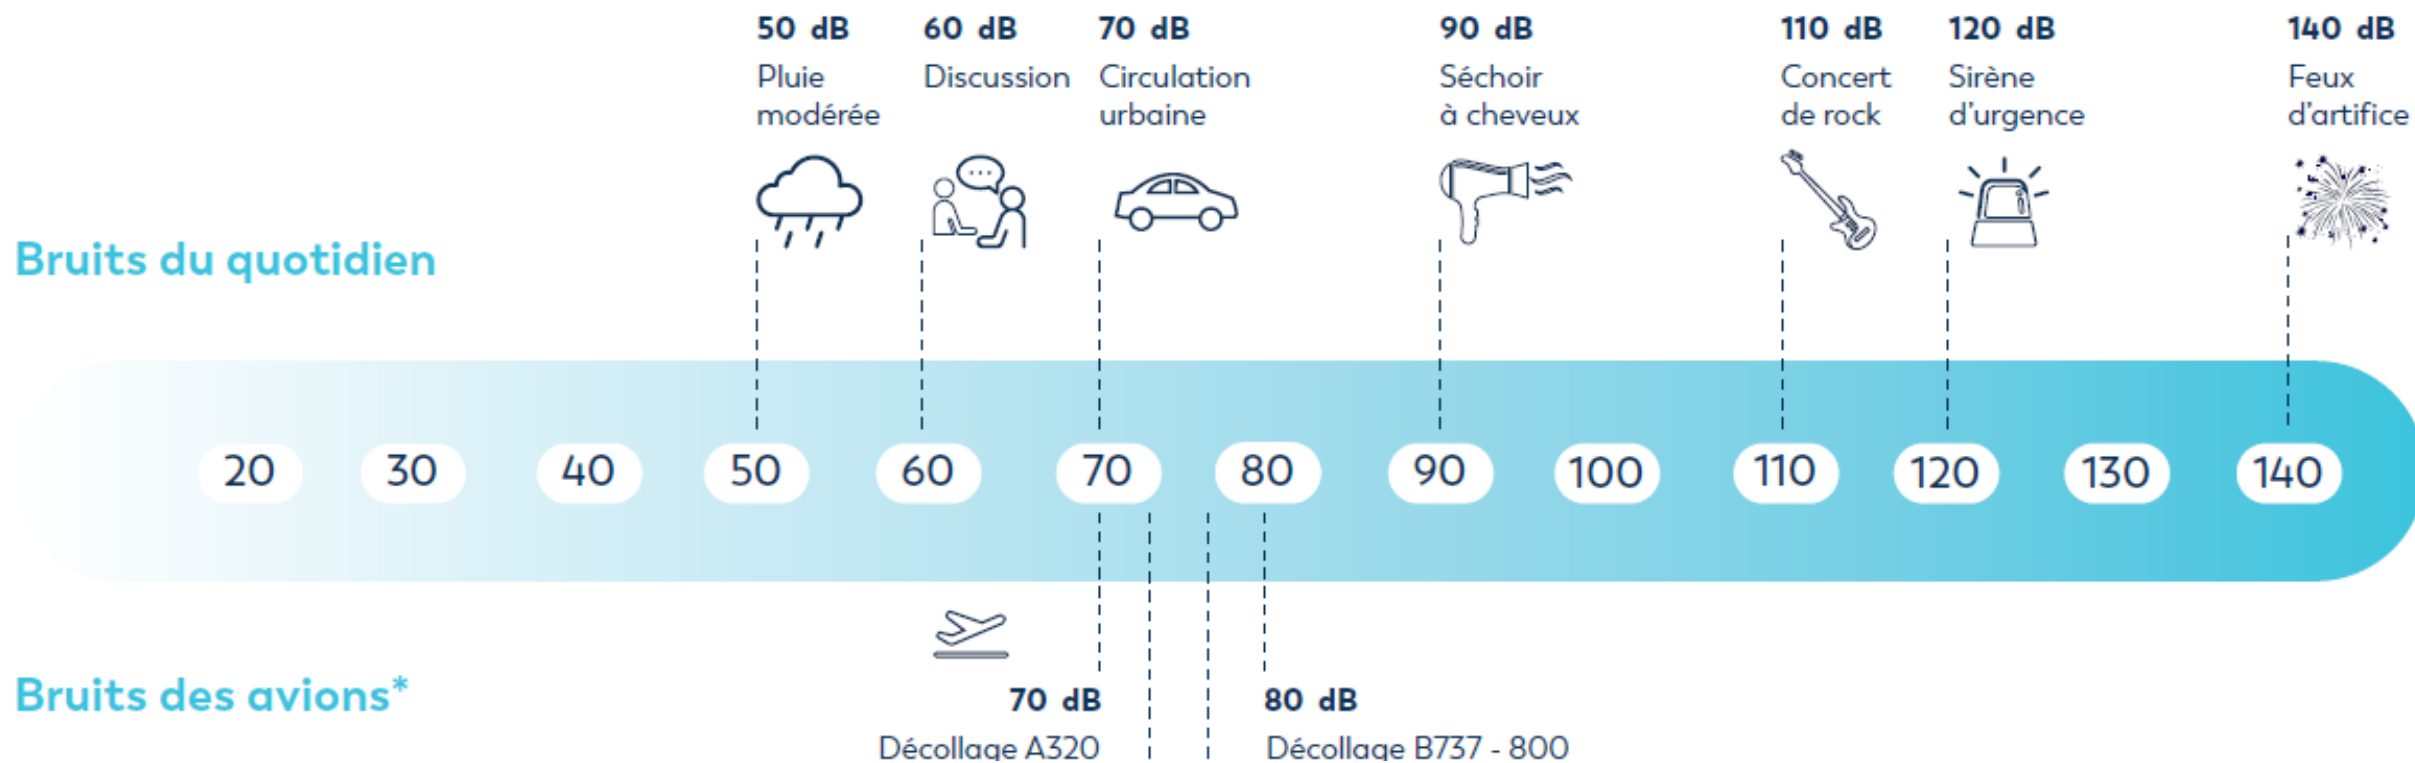 50 dB
Pluie
modérée
60 dB
Discussion
70 dB
Circulation
urbaine
90 dB
Séchoir
à cheveux
110 dB
Concert
de rock
120 dB
Sirène
d'urgence
140 dB
Feux
d'artifice
Bruits du quotidien
20 30 40 50 60 70 80 90 100 110 120 130 140
Bruits des avions*
70 dB
Décollage A320
80 dB
Décollage B737 - 800